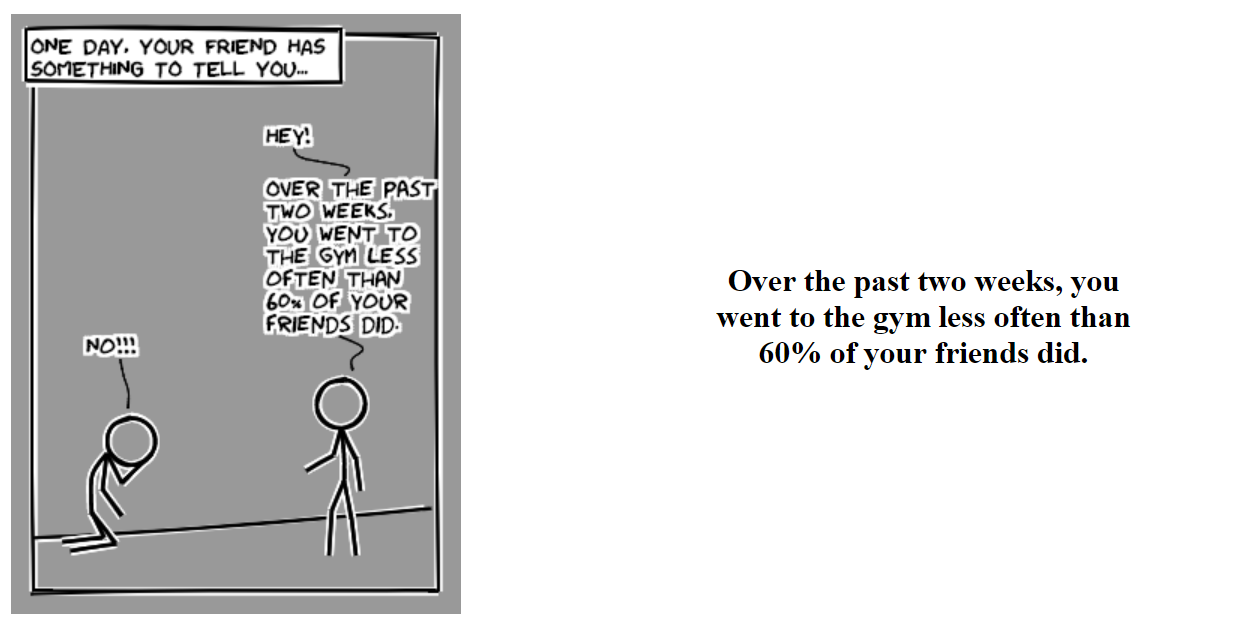 ONE DAY, YOUR FRIEND HAS
SOMETHING TO TELL YOU...
HEY!
OVER THE PAST
TWO WEEKS,
YOU WENT TO
THE GYM LESS
OFTEN THAN
60% OF YOUR
FRIENDS DID.
NO!!!
Over the past two weeks, you
went to the gym less often than
60% of your friends did.